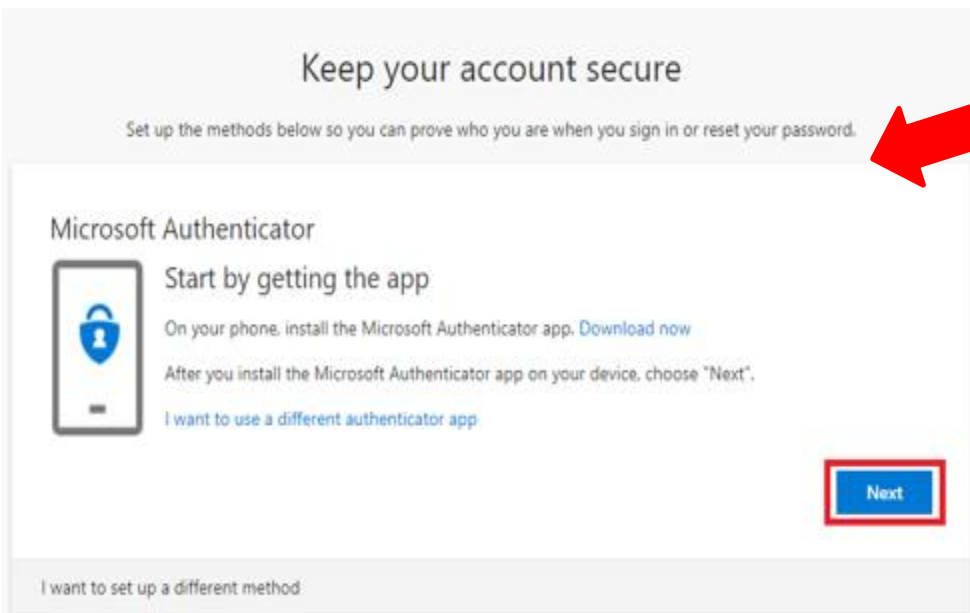 Keep your account secure
Set up the methods below so you can prove who you are when you sign in or reset your password.
Microsoft Authenticator
Start by getting the app
On your phone, install the Microsoft Authenticator app. Download now
After you install the Microsoft Authenticator app on your device, choose "Next".
I want to use a different authenticator app
Next
I want to set up a different method